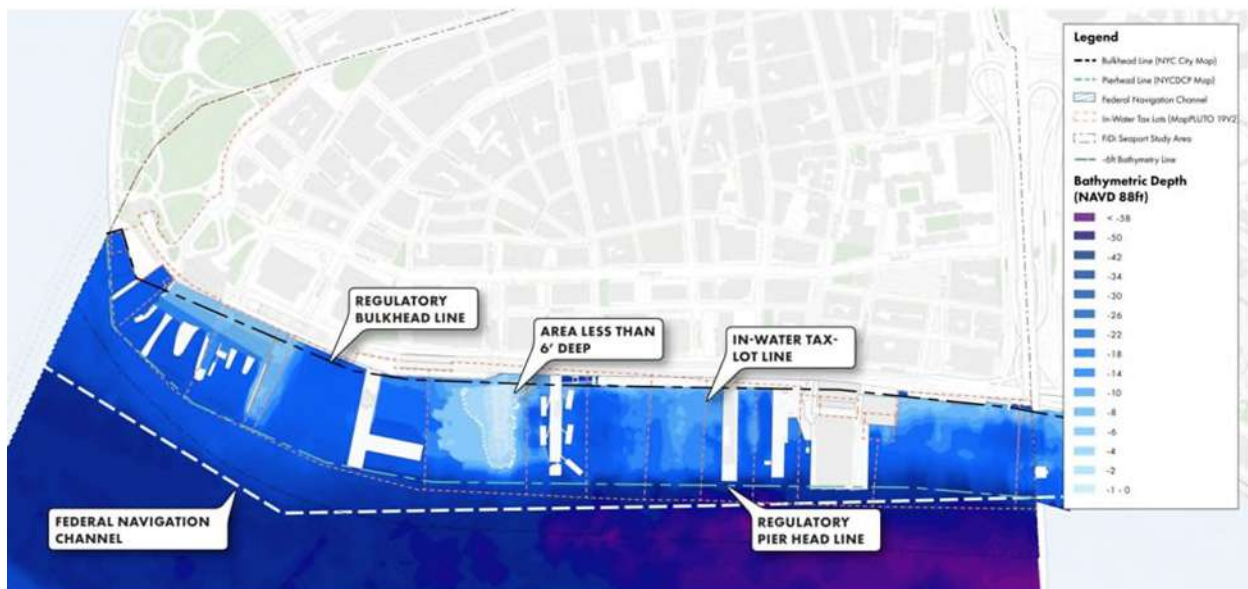 Legend
Bulkhead Line (NYC City Map)
Pierhead Line (NYCDCP Map)
Federal Navigation Channel
In-Water Tax Lots (MapPLUTO 19V2)
FiDi Seaport Study Area
-6ft Bathymetry Line
Bathymetric Depth
(NAVD 88ft)
< -58
-50
-42
-34
-30
-26
-22
-18
-14
-10
-8
-6
-4
-2
-1 - 0
REGULATORY
BULKHEAD LINE
AREA LESS THAN
6' DEEP
IN-WATER TAX-
LOT LINE
FEDERAL NAVIGATION
CHANNEL
REGULATORY
PIER HEAD LINE